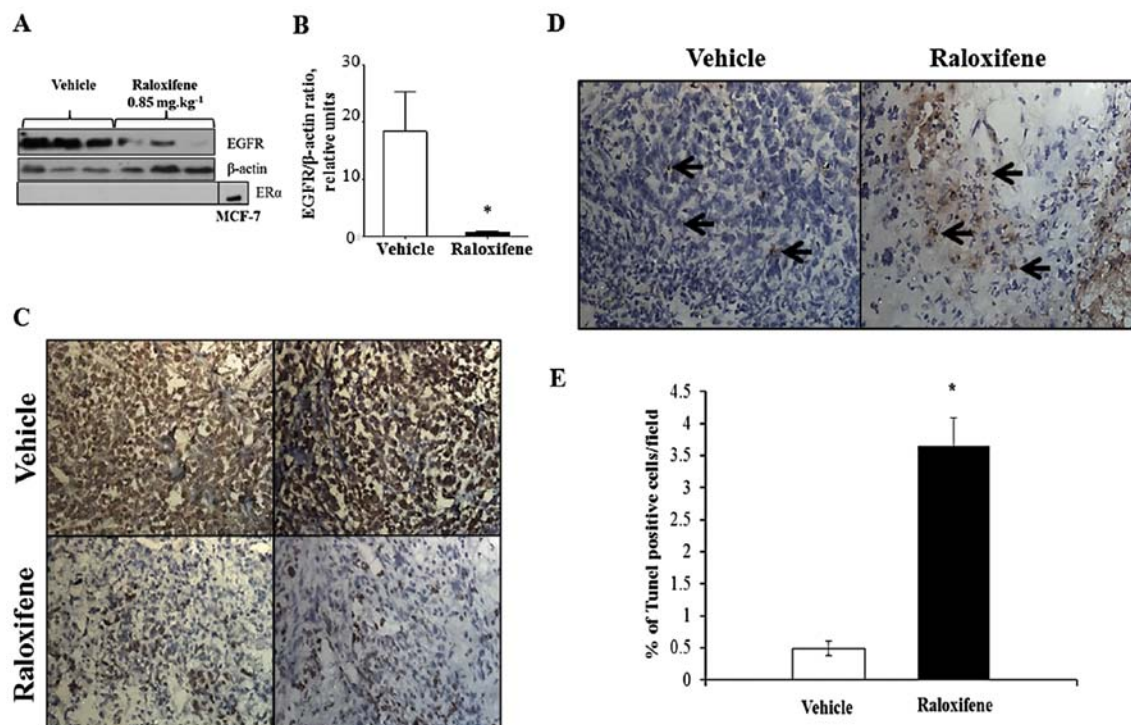 A
Vehicle
Raloxifene
0.85 mg.kg-1
EGFR
β-actin
ERα
MCF-7
B
EGFR/β-actin ratio,
relative units
30
20
10
0
*
Vehicle
Raloxifene
C
Vehicle
Raloxifene
D
Vehicle
Raloxifene
E
% of Tunel positive cells/field
4.5
4
3.5
3
2.5
2
1.5
1
0.5
0
*
Vehicle
Raloxifene